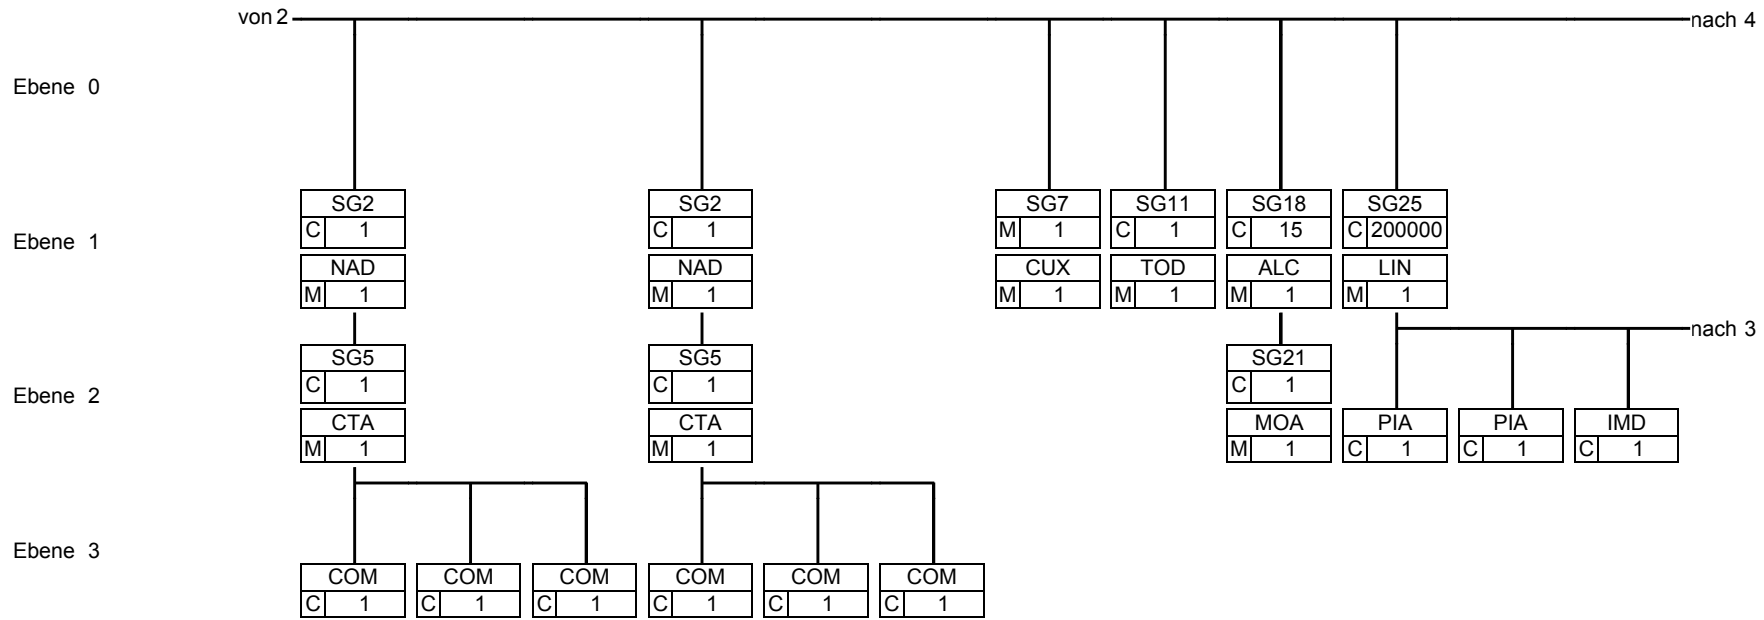 von 2 nach 4
Ebene 0
SG2 SG2 SG7 SG11 SG18 SG25
C 1 C 1 M 1 C 1 C 15 C 200000
Ebene 1
NAD NAD CUX TOD ALC LIN
M 1 M 1 M 1 M 1 M 1 M 1
nach 3
SG5 SG5 SG21
C 1 C 1 C 1
Ebene 2
CTA CTA MOA PIA PIA IMD
M 1 M 1 M 1 C 1 C 1 C 1
Ebene 3
COM COM COM COM COM COM
C 1 C 1 C 1 C 1 C 1 C 1